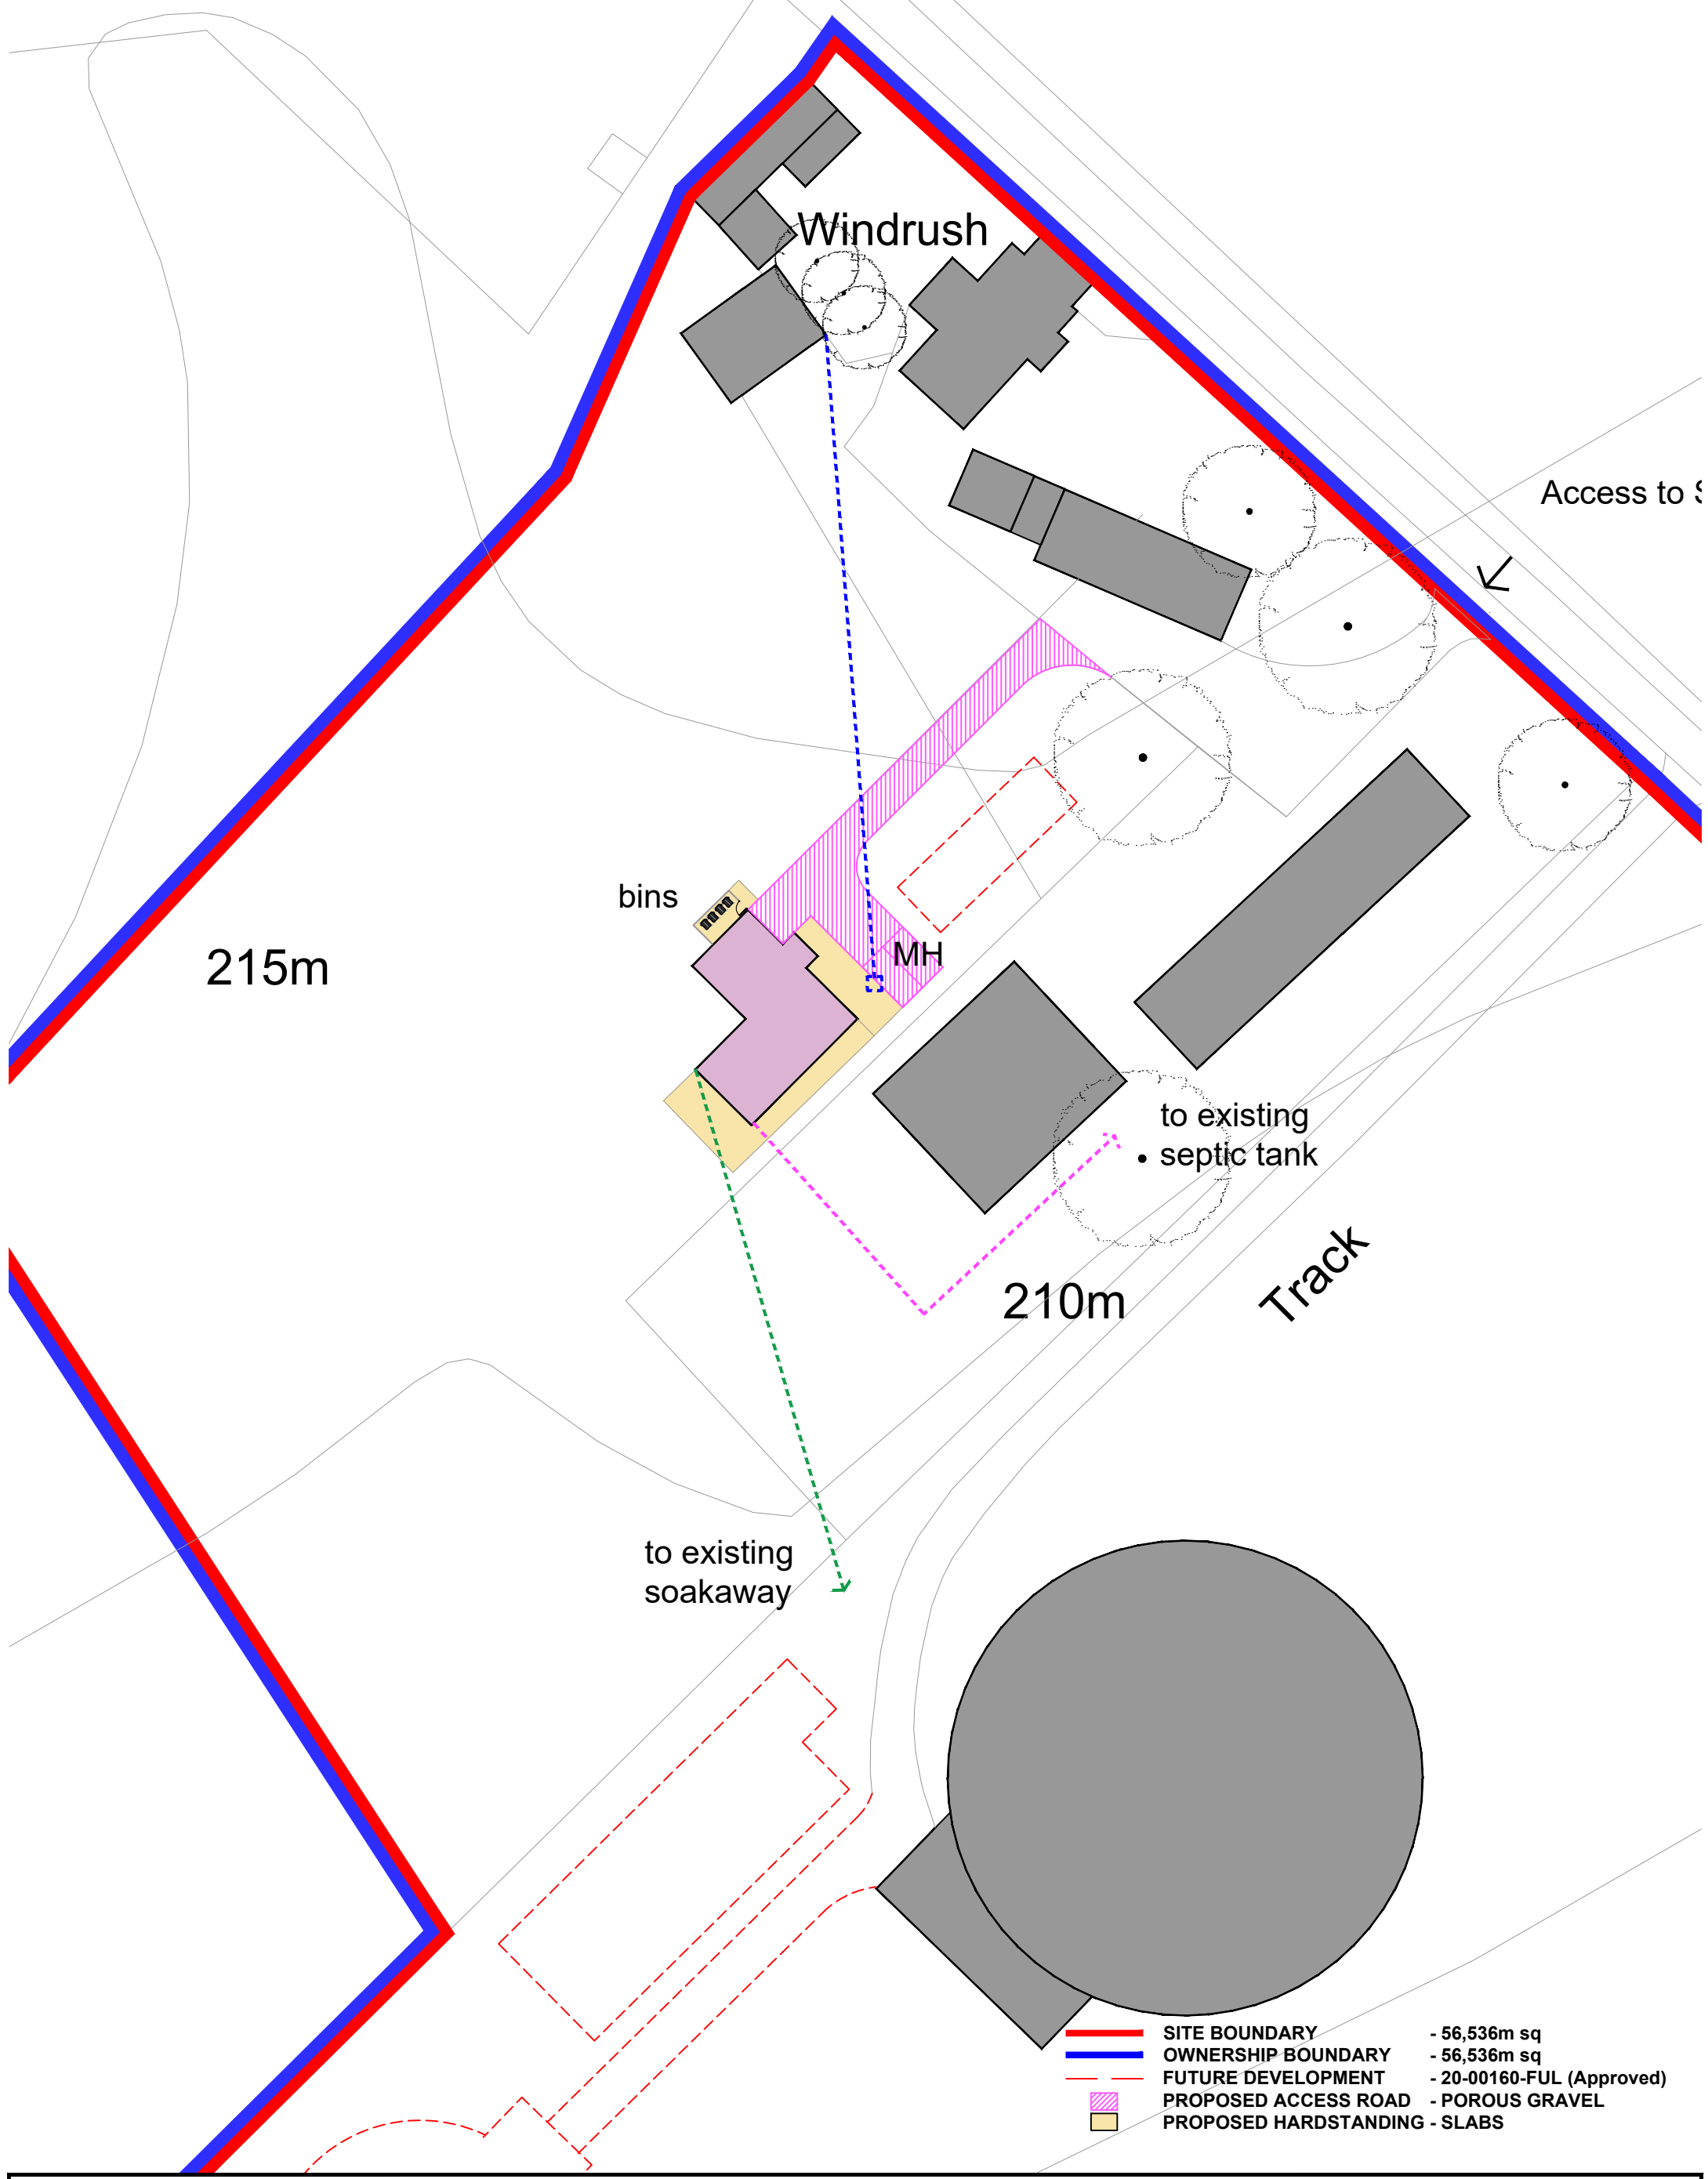 Windrush
Access to
bins
215m
MH
to existing
septic tank
210m
Track
to existing
soakaway
SITE BOUNDARY - 56,536m sq
OWNERSHIP BOUNDARY - 56,536m sq
FUTURE DEVELOPMENT - 20-00160-FUL (Approved)
PROPOSED ACCESS ROAD - POROUS GRAVEL
PROPOSED HARDSTANDING - SLABS